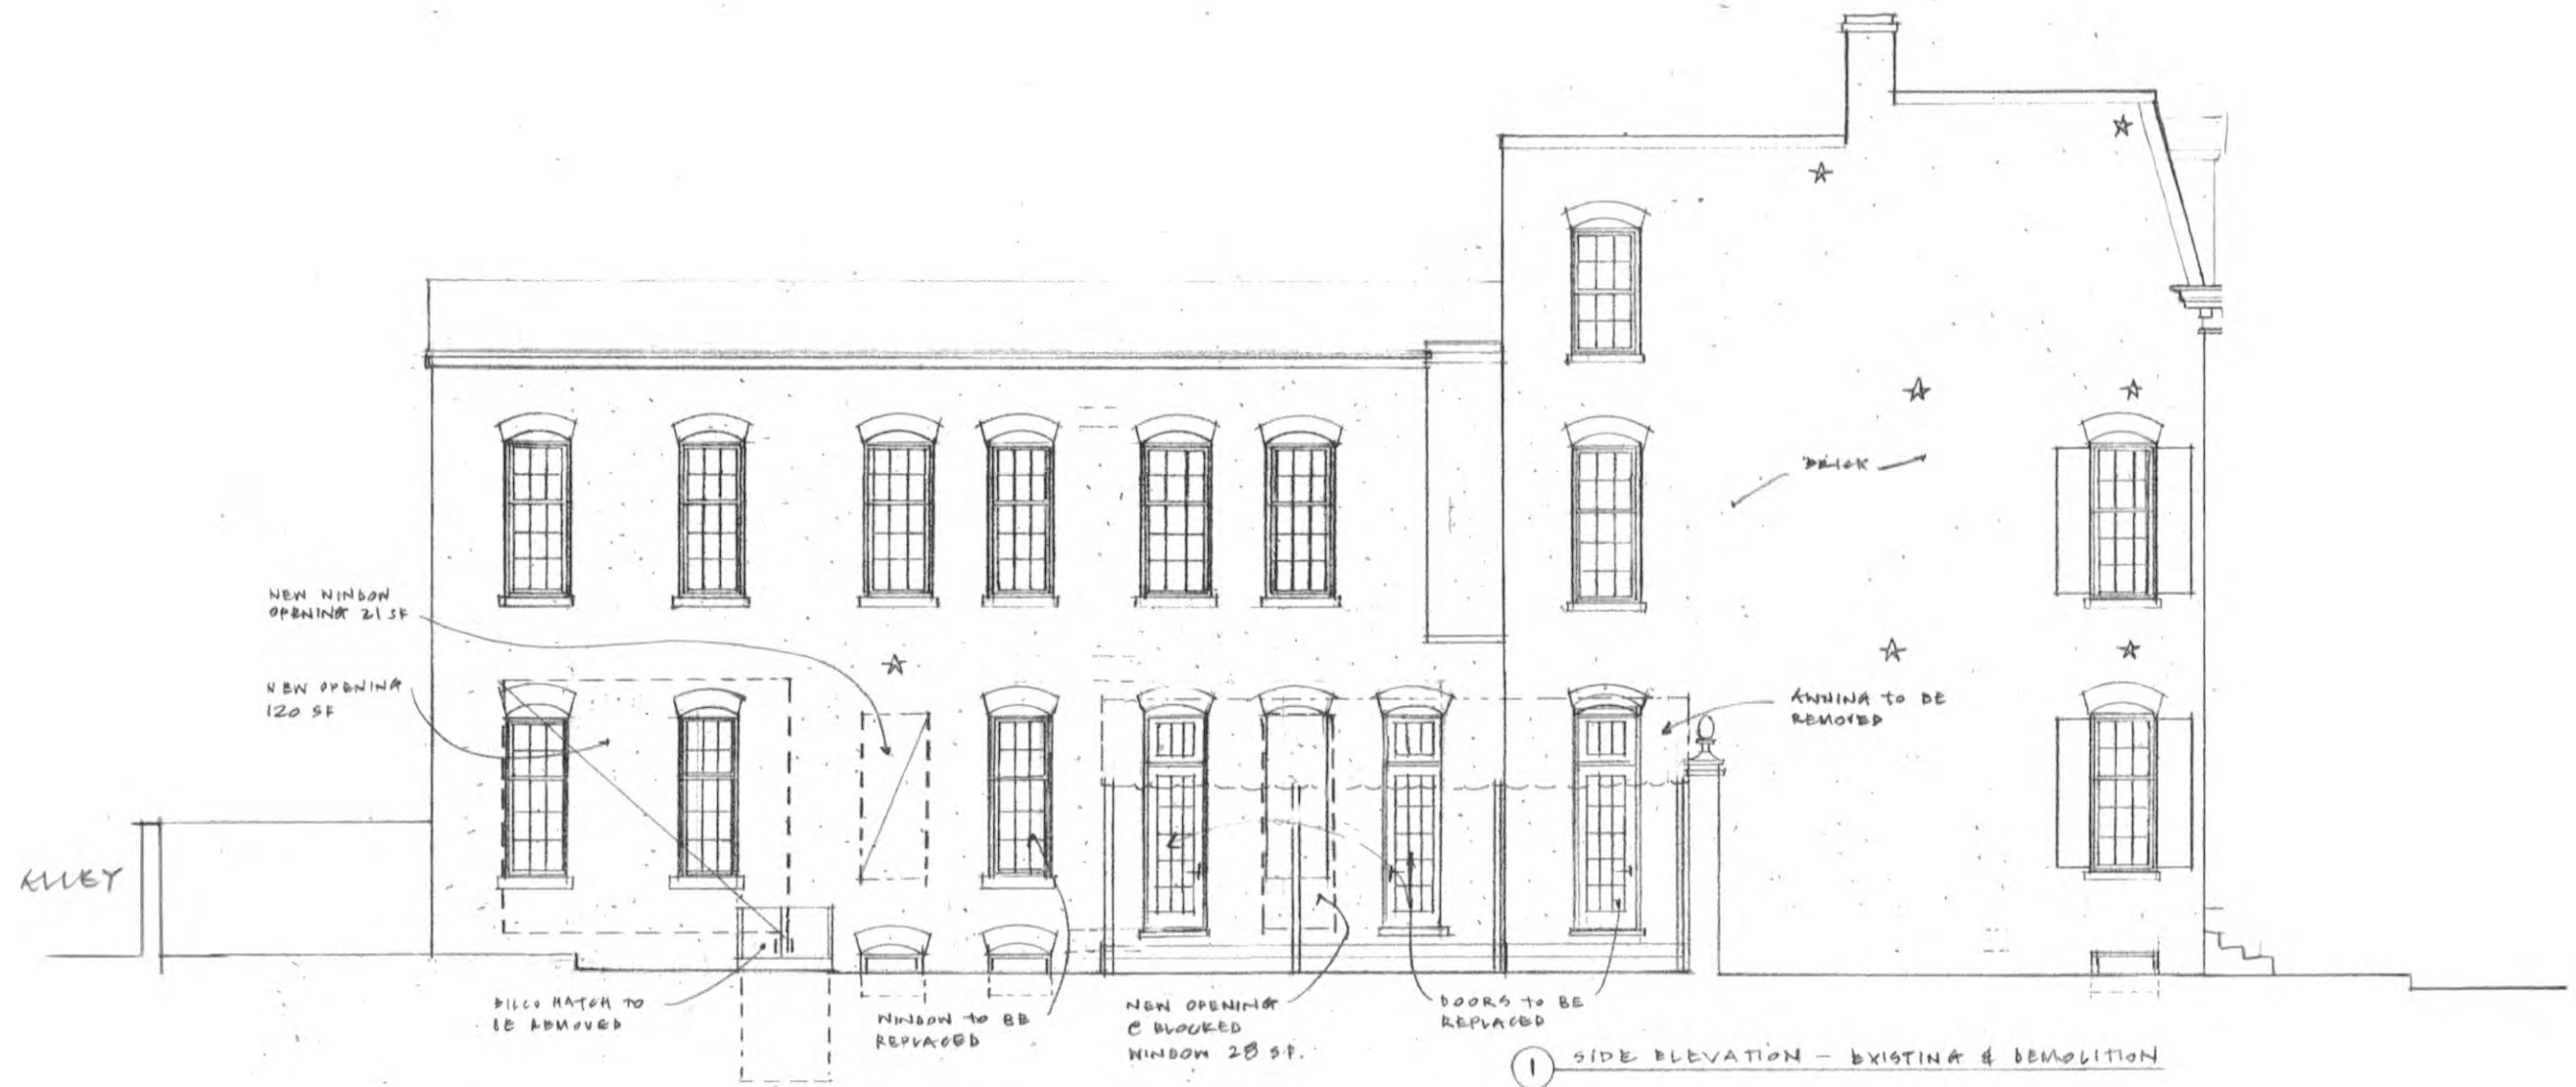 NEW WINDOW
OPENING 21 SF
NEW OPENING
120 SF
ALLEY
BILCO HATCH TO
BE REMOVED
WINDOW TO BE
REPLACED
NEW OPENING
@ BLOCKED
WINDOW 28 S.F.
DOORS TO BE
REPLACED
BRICK
AWNING TO BE
REMOVED
1 SIDE ELEVATION - EXISTING & DEMOLITION